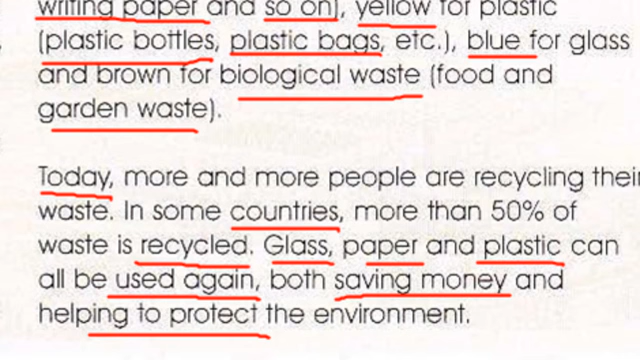 writing paper and so on), yellow for plastic
(plastic bottles, plastic bags, etc.), blue for glass
and brown for biological waste (food and
garden waste).
Today, more and more people are recycling their
waste. In some countries, more than 50% of
waste is recycled. Glass, paper and plastic can
all be used again, both saving money and
helping to protect the environment.